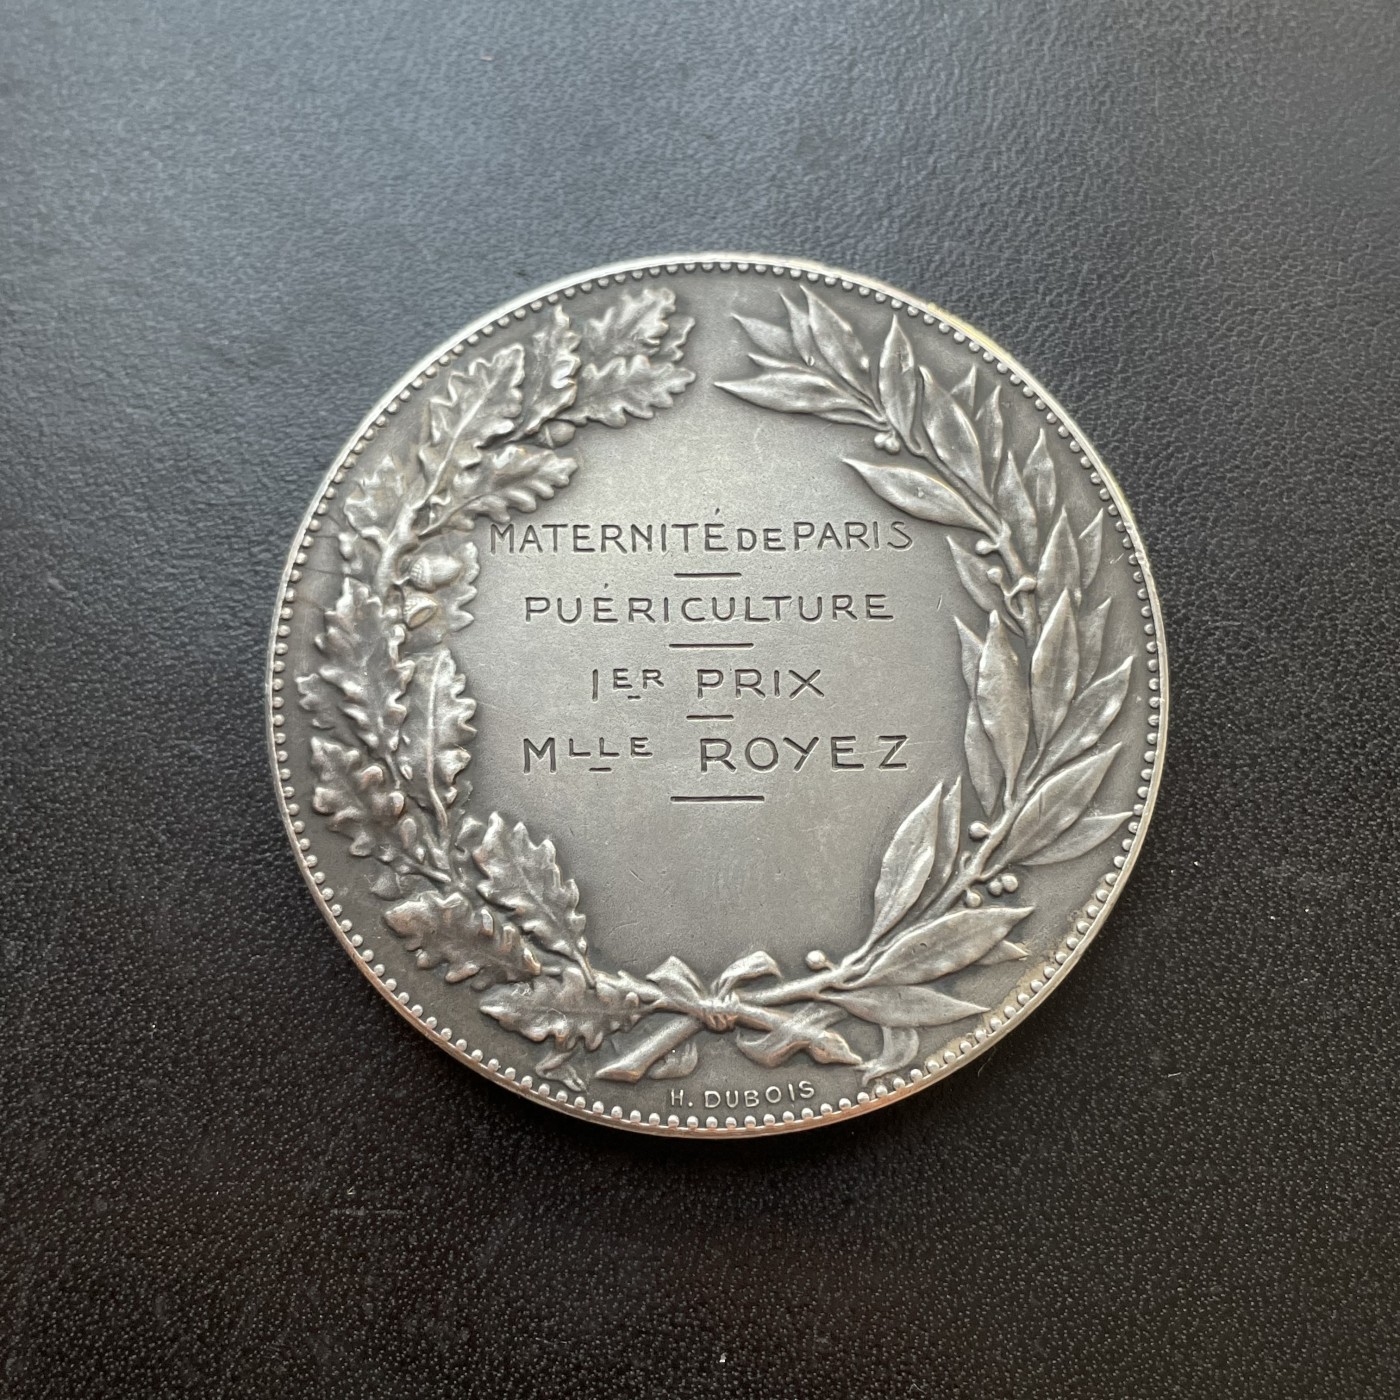 MATERNITÉ DE PARIS
PUÉRICULTURE
1ER PRIX
MLLE ROYEZ
H. DUBOIS